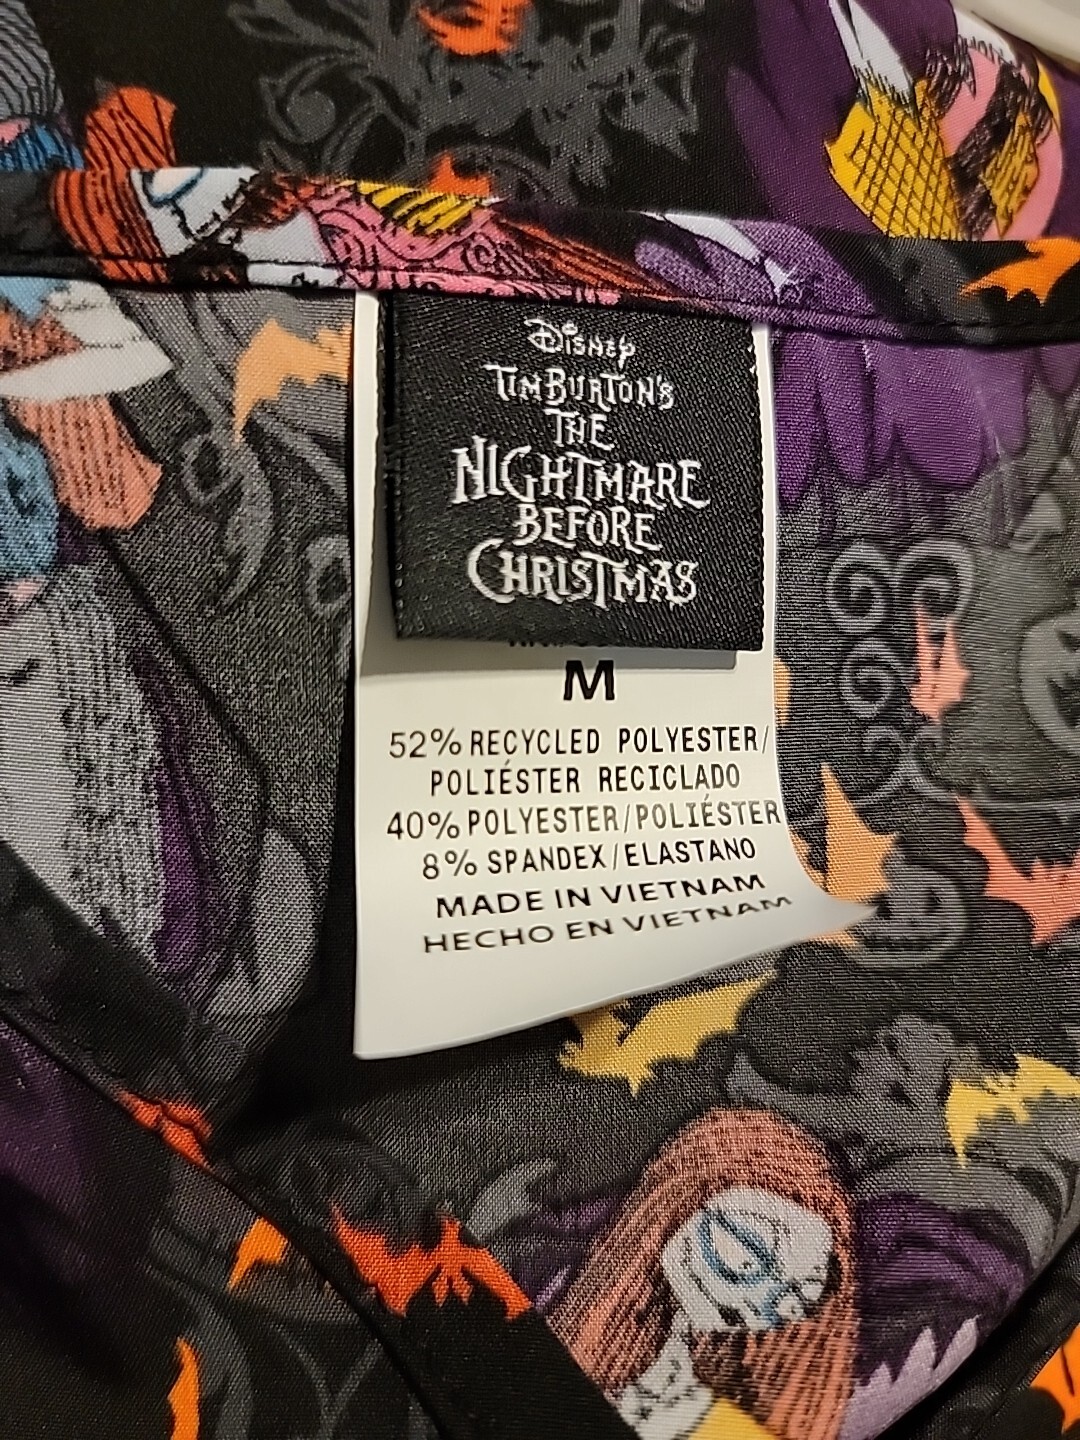 Disney
Tim Burton's
The
Nightmare
Before
Christmas
M
52% RECYCLED POLYESTER/
POLIÉSTER RECICLADO
40% POLYESTER/POLIÉSTER
8% SPANDEX/ELASTANO
MADE IN VIETNAM
HECHO EN VIETNAM